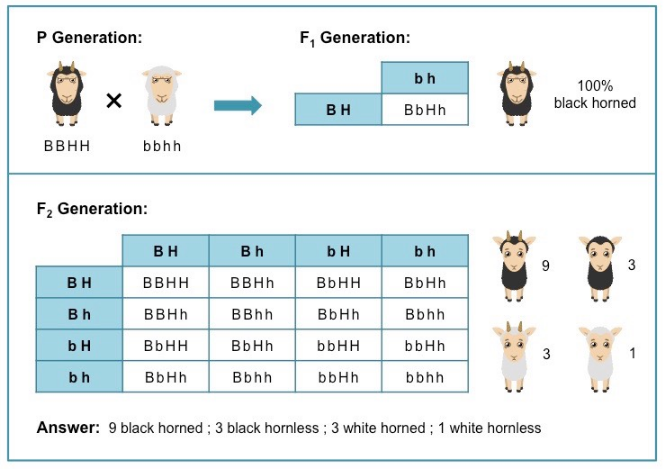 P Generation:
F1 Generation:
BBHH
×
bbhh
b h
B H
BbHh
100%
black horned
F2 Generation:
B H B h b H b h
B H BBHH BBHh BbHH BbHh
B h BBHh BBhh BbHh Bbhh
b H BbHH BbHh bbHH bbHh
b h BbHh Bbhh bbHh bbhh
9
3
3
1
Answer: 9 black horned ; 3 black hornless ; 3 white horned ; 1 white hornless